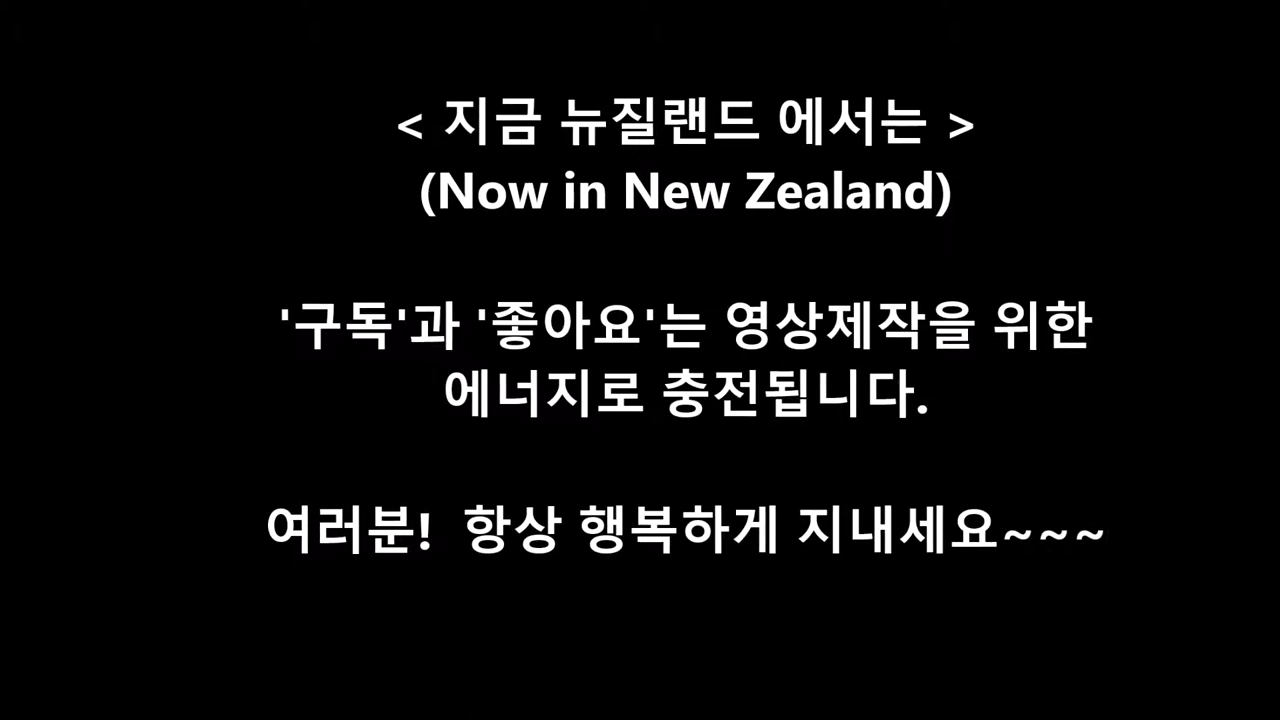 < 지금 뉴질랜드 에서는 >
(Now in New Zealand)
'구독'과 '좋아요'는 영상제작을 위한
에너지로 충전됩니다.
여러분!  항상 행복하게 지내세요~~~